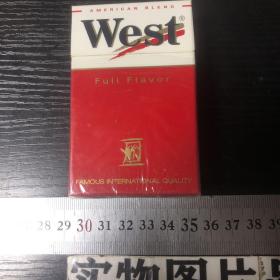 AMERICAN BLEND
West®
Full Flavor
FAMOUS INTERNATIONAL QUALITY
28 29 30 31 32 33 34 35 36 37 38 39
实物图片